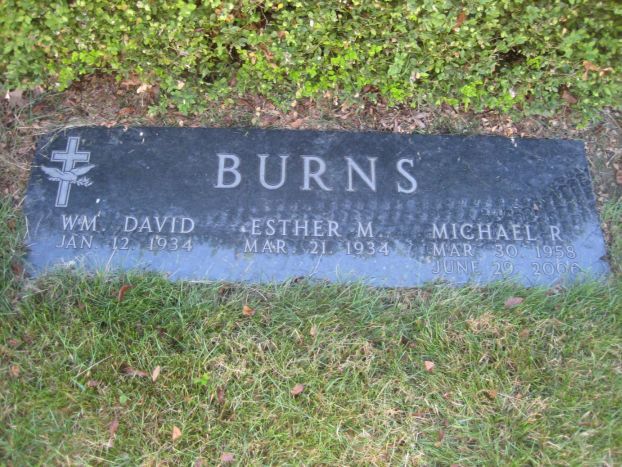 BURNS
WM. DAVID
JAN. 12, 1934
ESTHER M.
MAR. 21, 1934
MICHAEL R.
MAR. 30, 1958
JUNE 29, 2006